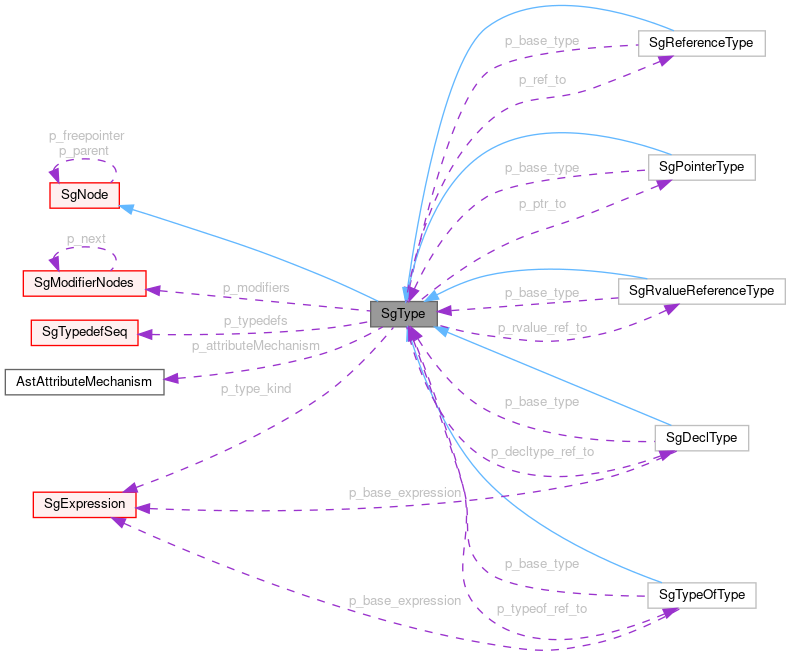 p_base_type
SgReferenceType
p_ref_to
p_freepointer
p_parent
p_base_type
SgPointerType
SgNode
p_ptr_to
p_next
SgModifierNodes
p_modifiers
p_base_type
SgRvalueReferenceType
SgType
p_typedefs
p_rvalue_ref_to
SgTypedefSeq
p_attributeMechanism
AstAttributeMechanism
p_type_kind
p_base_type
SgDeclType
p_decltype_ref_to
p_base_expression
SgExpression
p_base_type
SgTypeOfType
p_base_expression
p_typeof_ref_to